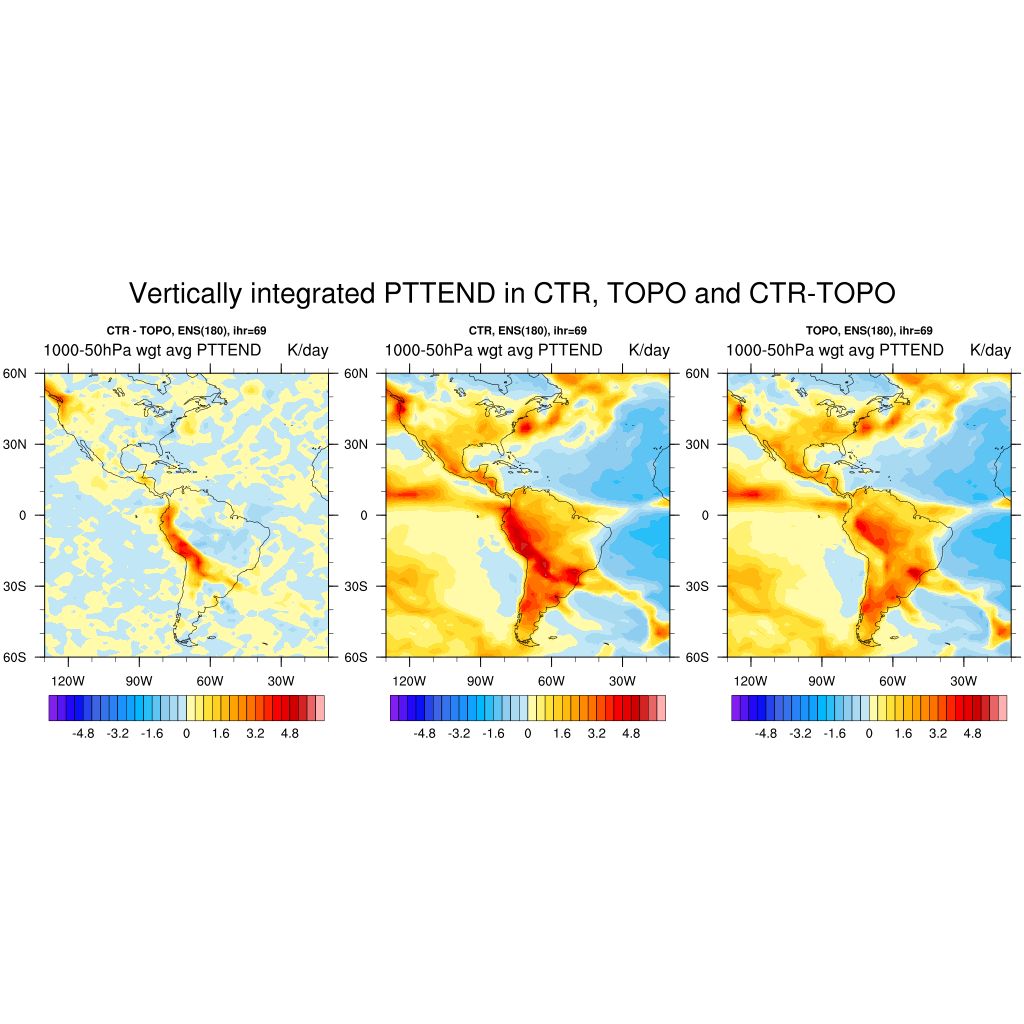 Vertically integrated PTTEND in CTR, TOPO and CTR-TOPO
CTR - TOPO, ENS(180), ihr=69
1000-50hPa wgt avg PTTEND K/day
60N
30N
0
30S
60S
120W 90W 60W 30W
-4.8 -3.2 -1.6 0 1.6 3.2 4.8
CTR, ENS(180), ihr=69
1000-50hPa wgt avg PTTEND K/day
60N
30N
0
30S
60S
120W 90W 60W 30W
-4.8 -3.2 -1.6 0 1.6 3.2 4.8
TOPO, ENS(180), ihr=69
1000-50hPa wgt avg PTTEND K/day
60N
30N
0
30S
60S
120W 90W 60W 30W
-4.8 -3.2 -1.6 0 1.6 3.2 4.8